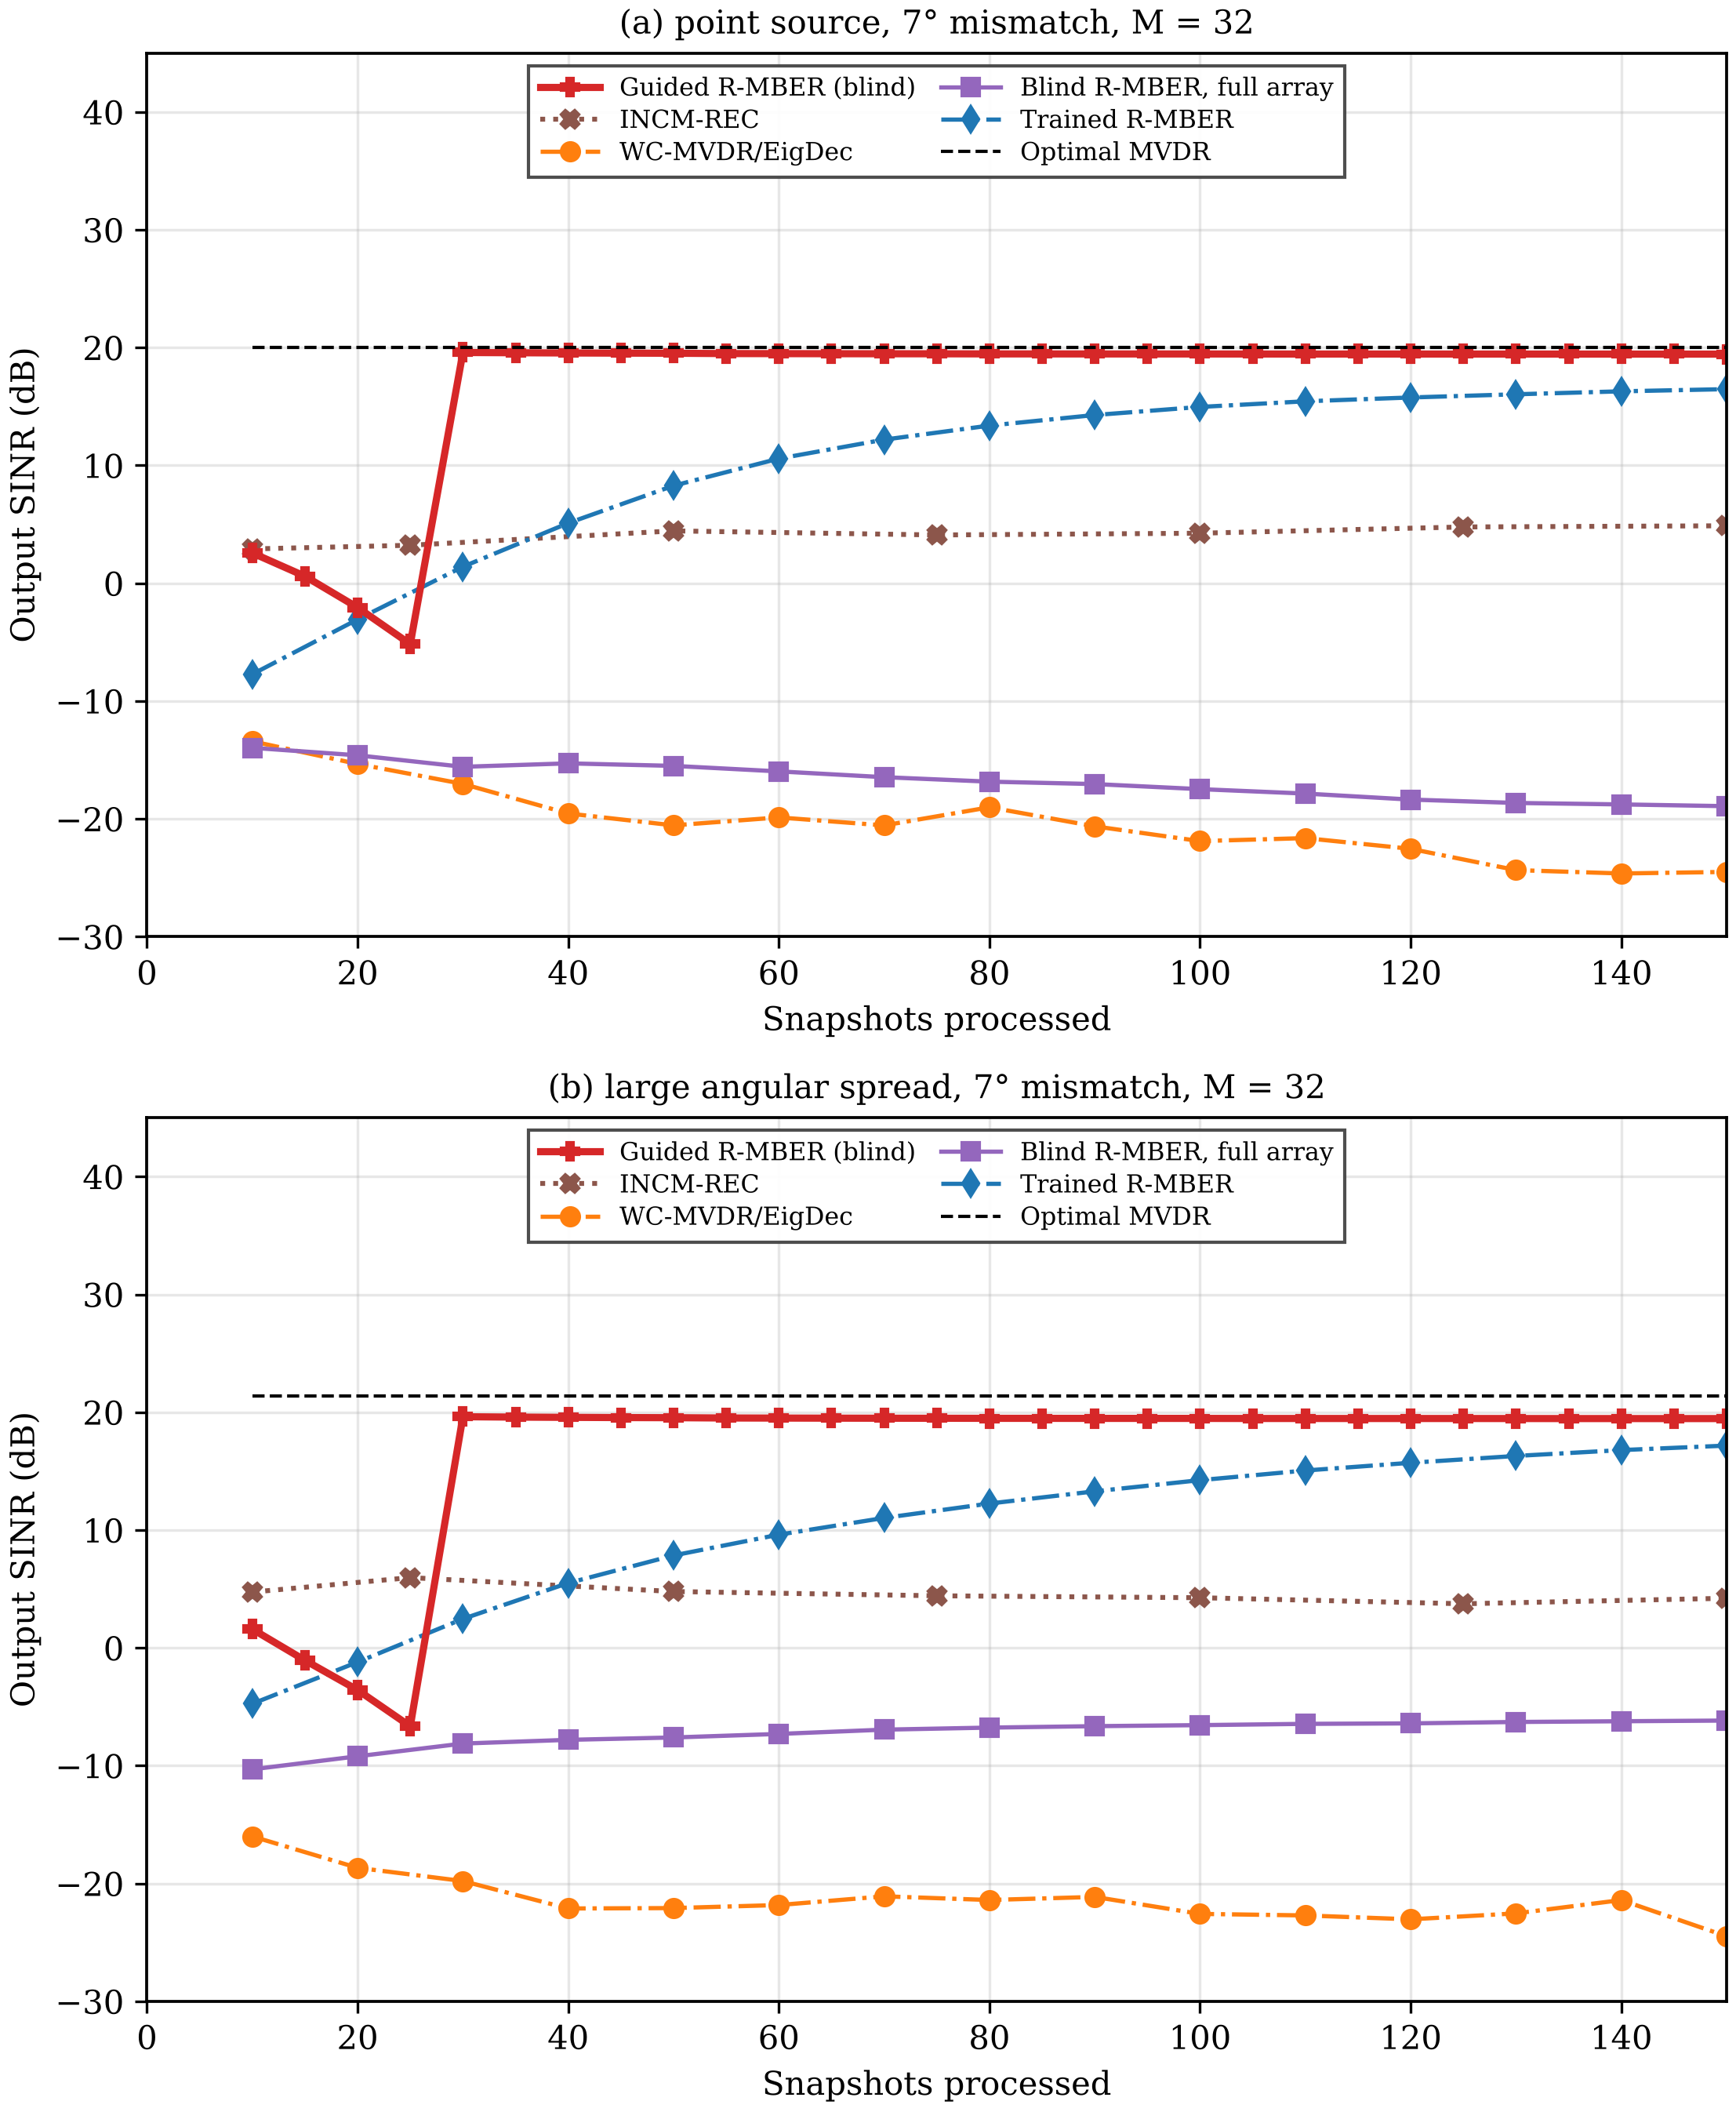 (a) point source, 7° mismatch, M = 32
Guided R-MBER (blind)
INCM-REC
WC-MVDR/EigDec
Blind R-MBER, full array
Trained R-MBER
Optimal MVDR
Output SINR (dB)
40
30
20
10
0
−10
−20
−30
0 20 40 60 80 100 120 140
Snapshots processed
(b) large angular spread, 7° mismatch, M = 32
Guided R-MBER (blind)
INCM-REC
WC-MVDR/EigDec
Blind R-MBER, full array
Trained R-MBER
Optimal MVDR
Output SINR (dB)
40
30
20
10
0
−10
−20
−30
0 20 40 60 80 100 120 140
Snapshots processed